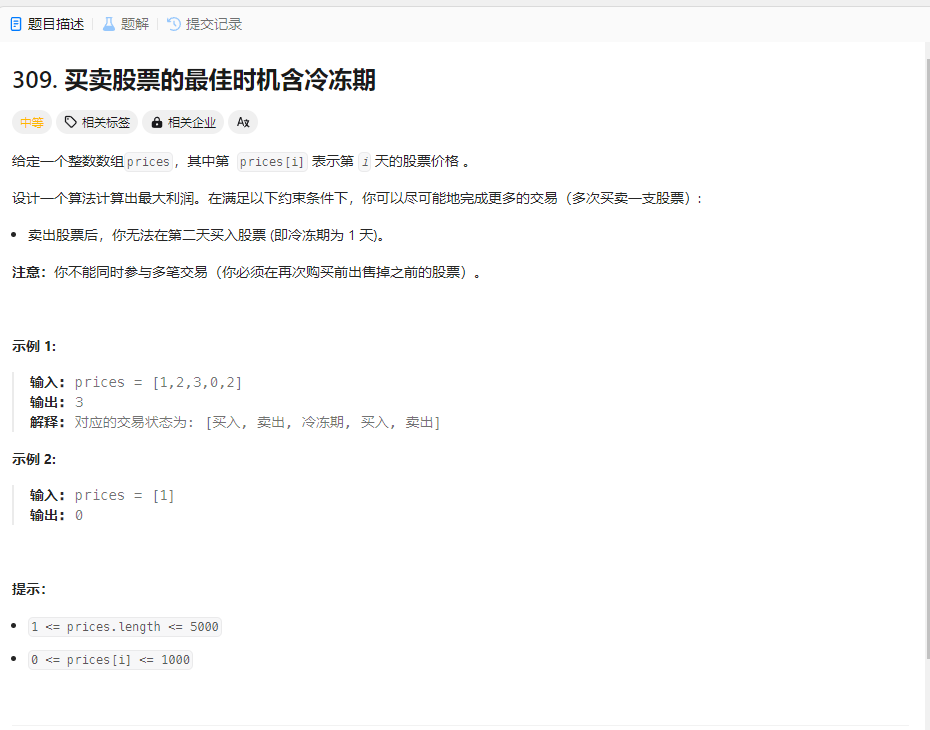 题目描述 题解 提交记录
309. 买卖股票的最佳时机含冷冻期
中等 相关标签 相关企业 Aх
给定一个整数数组prices，其中第 prices[i] 表示第 i 天的股票价格 。
设计一个算法计算出最大利润。在满足以下约束条件下，你可以尽可能地完成更多的交易（多次买卖一支股票）:
• 卖出股票后，你无法在第二天买入股票 (即冷冻期为 1 天)。
注意：你不能同时参与多笔交易（你必须在再次购买前出售掉之前的股票）。
示例 1:
输入: prices = [1,2,3,0,2]
输出: 3
解释: 对应的交易状态为: [买入, 卖出, 冷冻期, 买入, 卖出]
示例 2:
输入: prices = [1]
输出: 0
提示：
• 1 <= prices.length <= 5000
• 0 <= prices[i] <= 1000